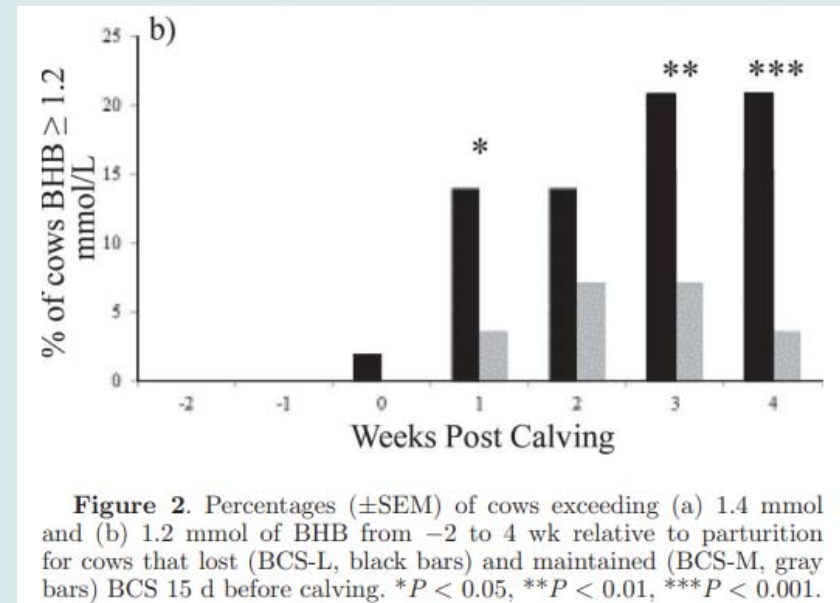 b)
25
20
15
10
5
0
% of cows BHB ≥ 1.2
mmol/L
* ** ***
-2 -1 0 1 2 3 4
Weeks Post Calving
Figure 2. Percentages (±SEM) of cows exceeding (a) 1.4 mmol
and (b) 1.2 mmol of BHB from −2 to 4 wk relative to parturition
for cows that lost (BCS-L, black bars) and maintained (BCS-M, gray
bars) BCS 15 d before calving. *P < 0.05, **P < 0.01, ***P < 0.001.